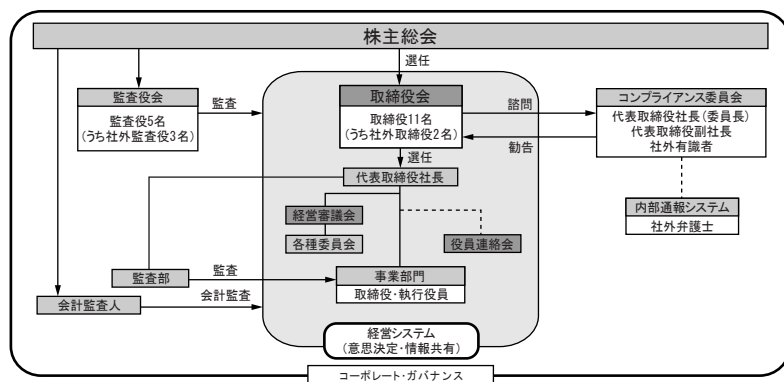 株主総会
選任
監査役会
監査役5名
(うち社外監査役3名)
監査
取締役会
取締役11名
(うち社外取締役2名)
諮問
勧告
コンプライアンス委員会
代表取締役社長(委員長)
代表取締役副社長
社外有識者
選任
代表取締役社長
経営審議会
各種委員会
役員連絡会
内部通報システム
社外弁護士
監査部
監査
事業部門
取締役・執行役員
会計監査人
会計監査
経営システム
(意思決定・情報共有)
コーポレート・ガバナンス